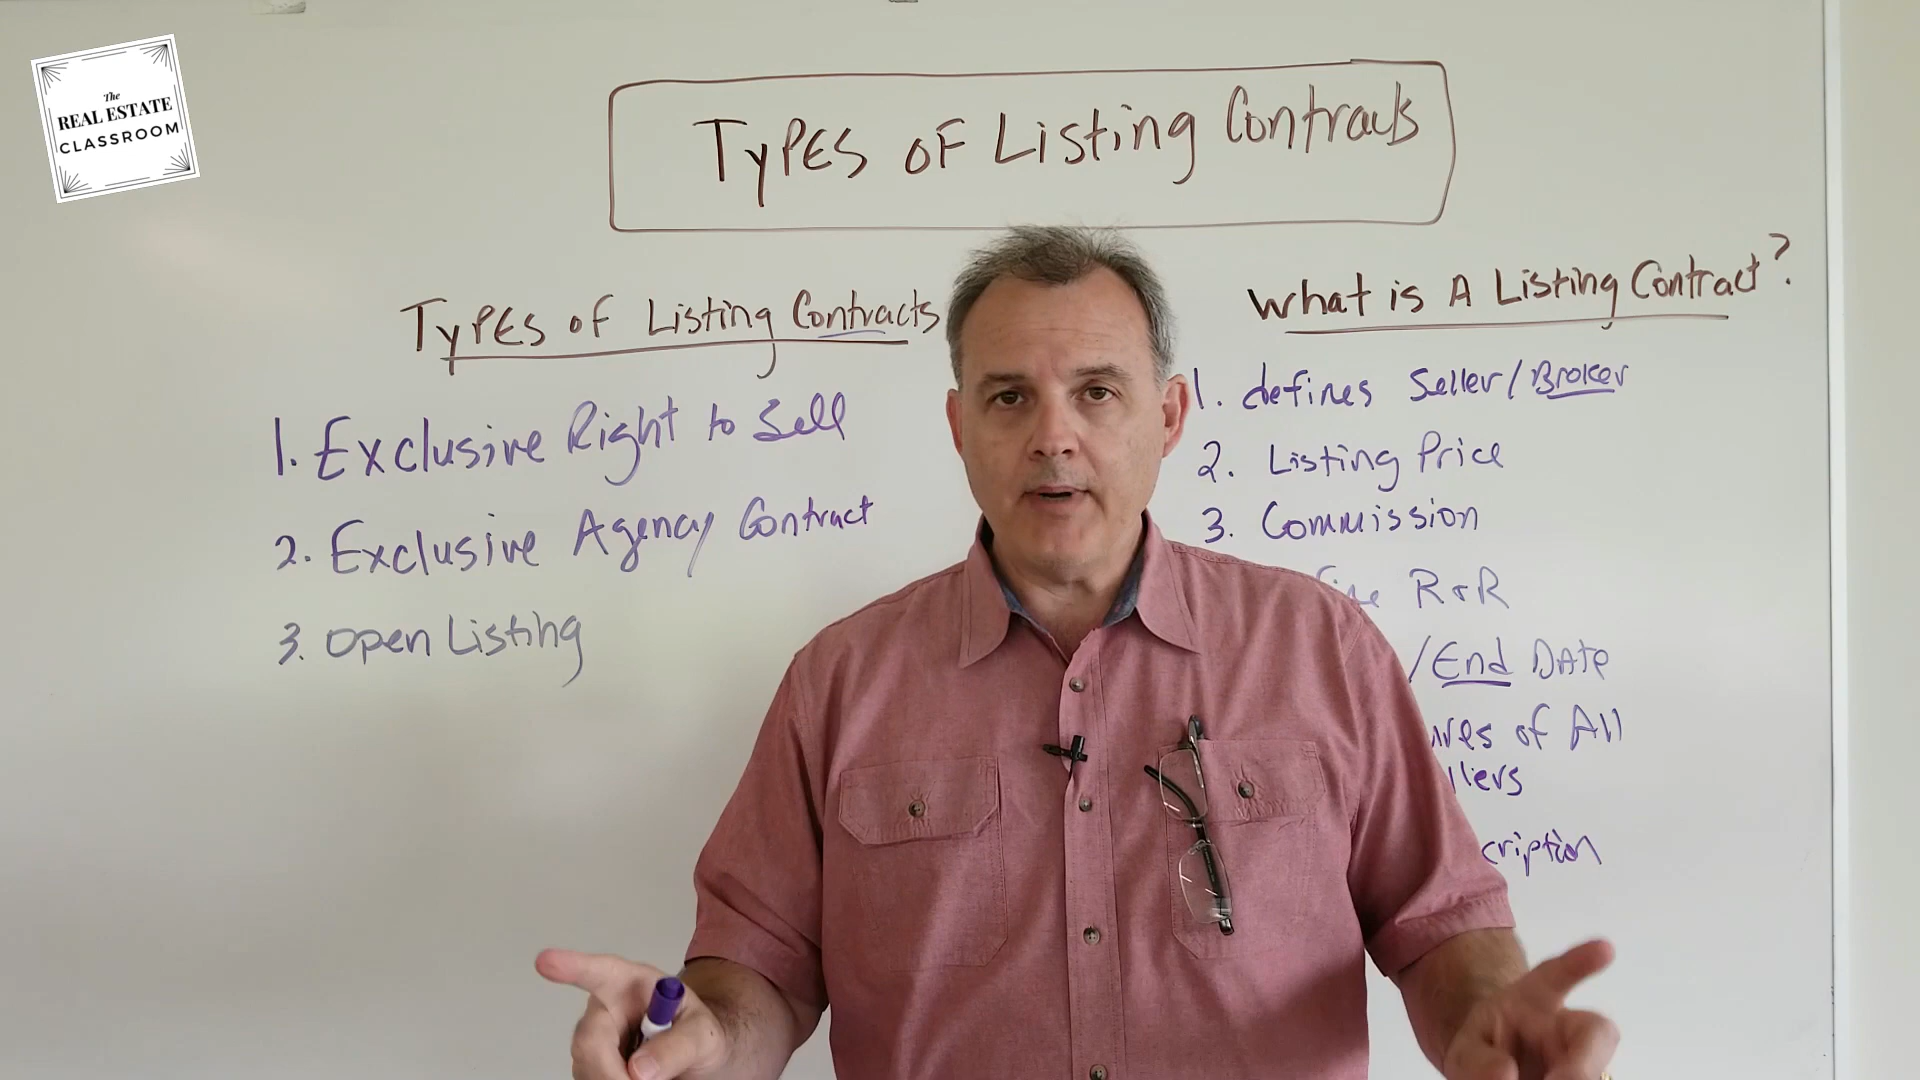 The
REAL ESTATE
CLASSROOM
TYPES OF Listing Contracts
TYPES of Listing Contracts
1. Exclusive Right to Sell
2. Exclusive Agency Contract
3. Open Listing
What is A Listing Contract?
1. defines Seller/Broker
2. Listing Price
3. Commission
R & R
/End DATE
of All